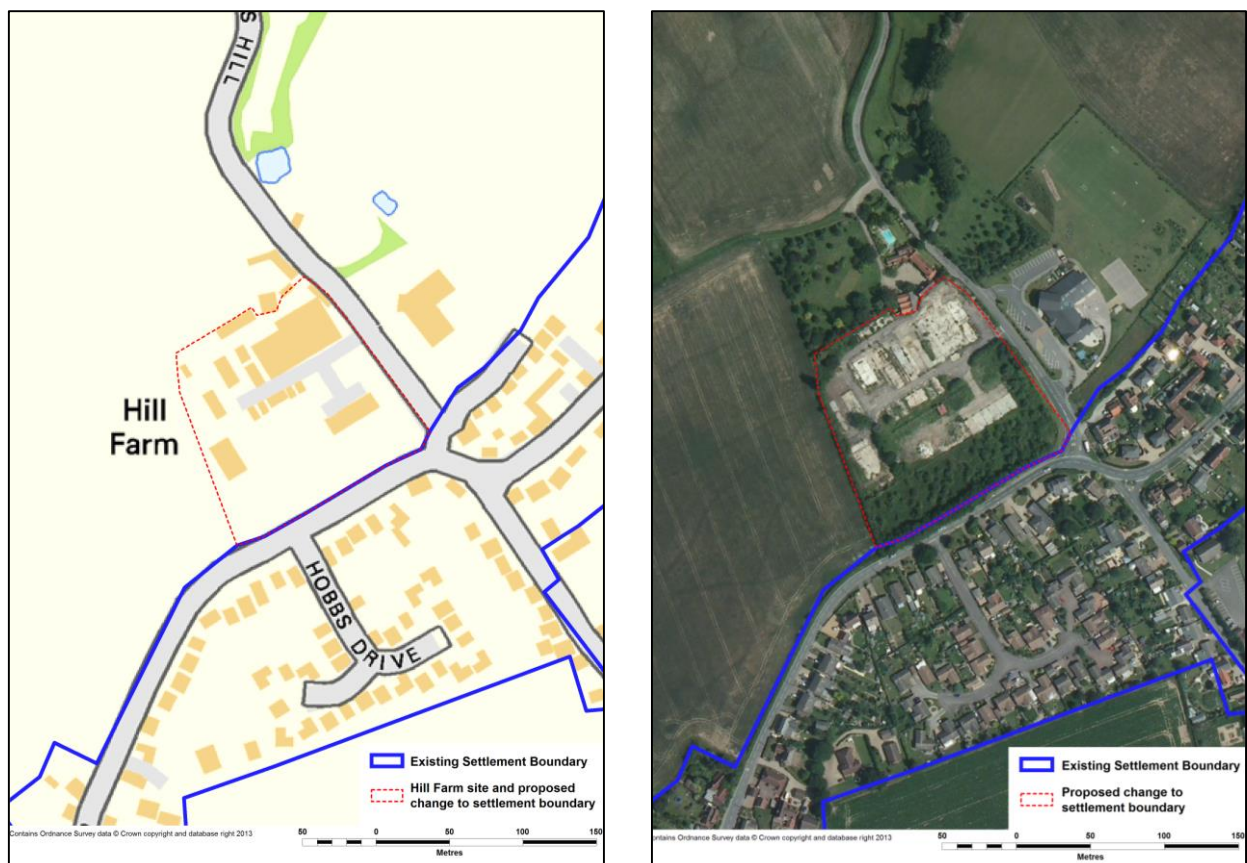 S HILL
Hill
Farm
HOBBS DRIVE
Existing Settlement Boundary
Hill Farm site and proposed
change to settlement boundary
Contains Ordnance Survey data © Crown copyright and database right 2013
50 0 50 100 150
Metres
Existing Settlement Boundary
Proposed change to
settlement boundary
ontains Ordnance Survey data © Crown copyright and database right 2013
50 0 50 100 150
Metres